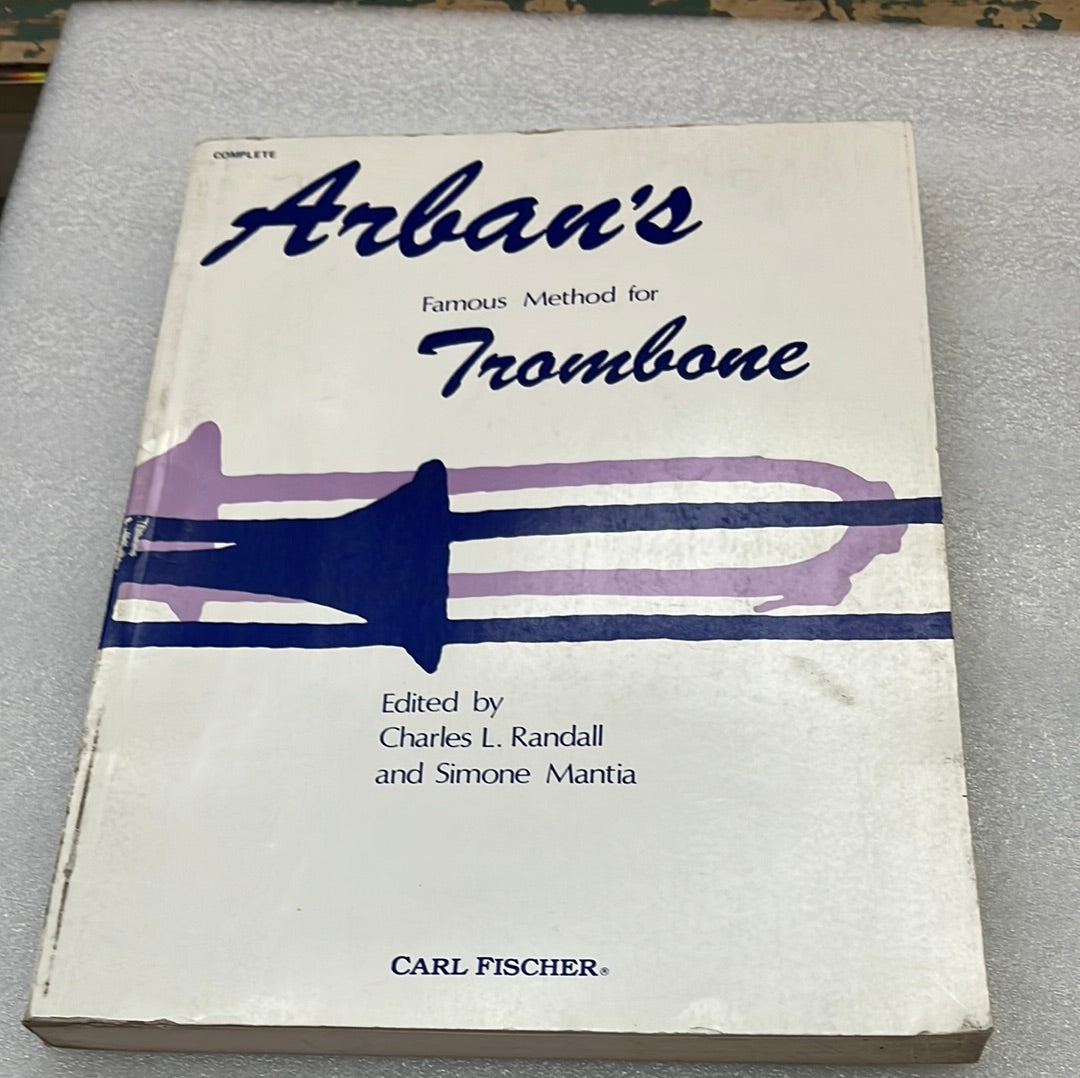 COMPLETE
Arban's
Famous Method for
Trombone
Edited by
Charles L. Randall
and Simone Mantia
CARL FISCHER®